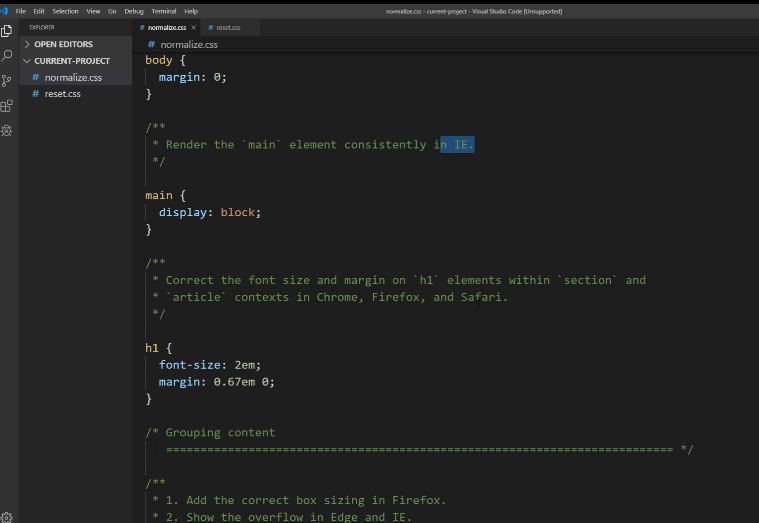 File Edit Selection View Go Debug Terminal Help
normalize.css - current-project - Visual Studio Code [Unsupported]
EXPLORER
OPEN EDITORS
CURRENT-PROJECT
# normalize.css
# reset.css
# normalize.css × # reset.css
# normalize.css
body {
margin: 0;
}
/**
* Render the `main` element consistently in IE.
*/
main {
display: block;
}
/**
* Correct the font size and margin on `h1` elements within `section` and
* `article` contexts in Chrome, Firefox, and Safari.
*/
h1 {
font-size: 2em;
margin: 0.67em 0;
}
/* Grouping content
========================================================================== */
/**
* 1. Add the correct box sizing in Firefox.
* 2. Show the overflow in Edge and IE.